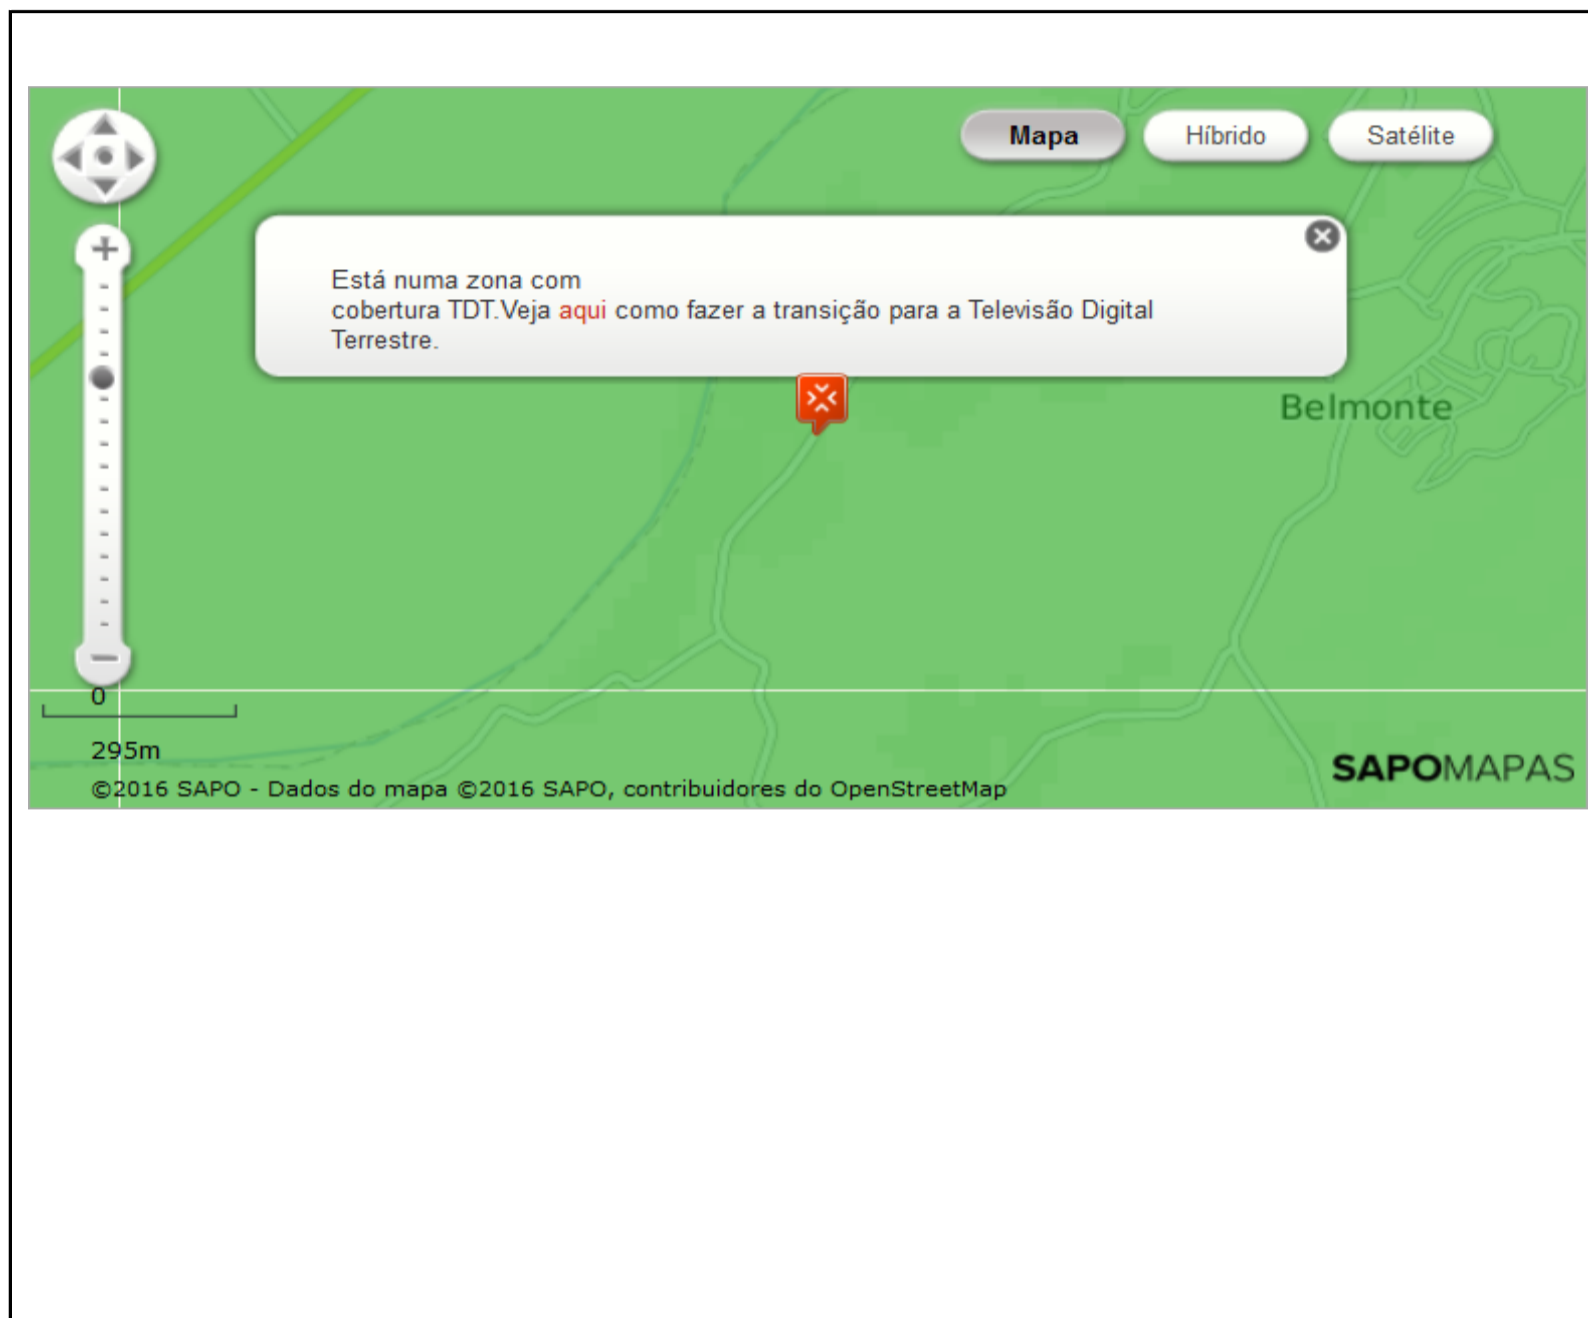 Mapa
Híbrido
Satélite
Está numa zona com
cobertura TDT.Veja aqui como fazer a transição para a Televisão Digital
Terrestre.
Belmonte
0
295m
SAPOMAPAS
©2016 SAPO - Dados do mapa ©2016 SAPO, contribuidores do OpenStreetMap